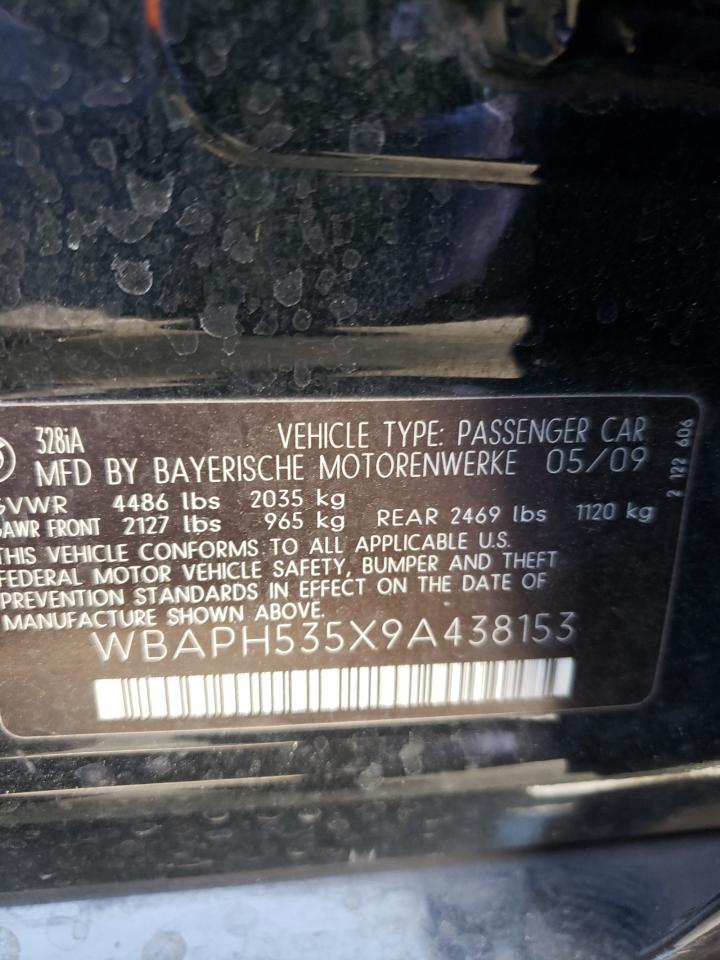 328iA VEHICLE TYPE: PASSENGER CAR
MFD BY BAYERISCHE MOTORENWERKE 05/09
GVWR 4486 lbs 2035 kg
GAWR FRONT 2127 lbs 965 kg REAR 2469 lbs 1120 kg
THIS VEHICLE CONFORMS TO ALL APPLICABLE U.S.
FEDERAL MOTOR VEHICLE SAFETY, BUMPER AND THEFT
PREVENTION STANDARDS IN EFFECT ON THE DATE OF
MANUFACTURE SHOWN ABOVE.
WBAPH535X9A438153
2 122 606